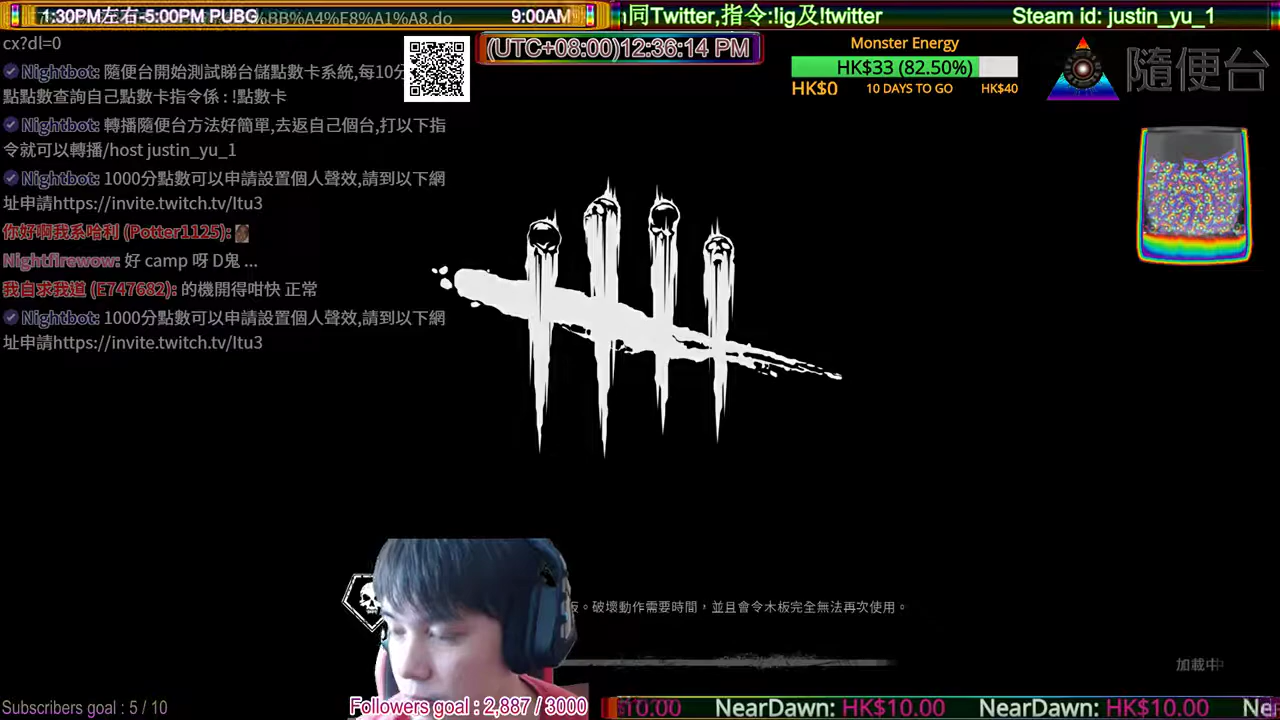 1:30PM左右-5:00PM PUBG
%BB%A4%E8%A1%A8.do
9:00AM
同Twitter,指令:!ig及!twitter
Steam id: justin_yu_1
cx?dl=0
(UTC+08:00)12:36:14 PM
Monster Energy
HK$33 (82.50%)
HK$0
10 DAYS TO GO
HK$40
隨便台
Nightbot: 隨便台開始測試睇台儲點數卡系統,每10分
點點數查詢自己點數卡指令係 : !點數卡
Nightbot: 轉播隨便台方法好簡單,去返自己個台,打以下指
令就可以轉播/host justin_yu_1
Nightbot: 1000分點數可以申請設置個人聲效,請到以下網
址申請https://invite.twitch.tv/Itu3
你好啊我系哈利 (Potter1125):
Nightfirewow: 好 camp 呀 D鬼 ...
我自求我道 (E747682): 的機開得咁快 正常
Nightbot: 1000分點數可以申請設置個人聲效,請到以下網
址申請https://invite.twitch.tv/Itu3
。破壞動作需要時間，並且會令木板完全無法再次使用。
加載中
Subscribers goal : 5 / 10
Followers goal : 2,887 / 3000
10.00
NearDawn: HK$10.00
NearDawn: HK$10.00
Ne